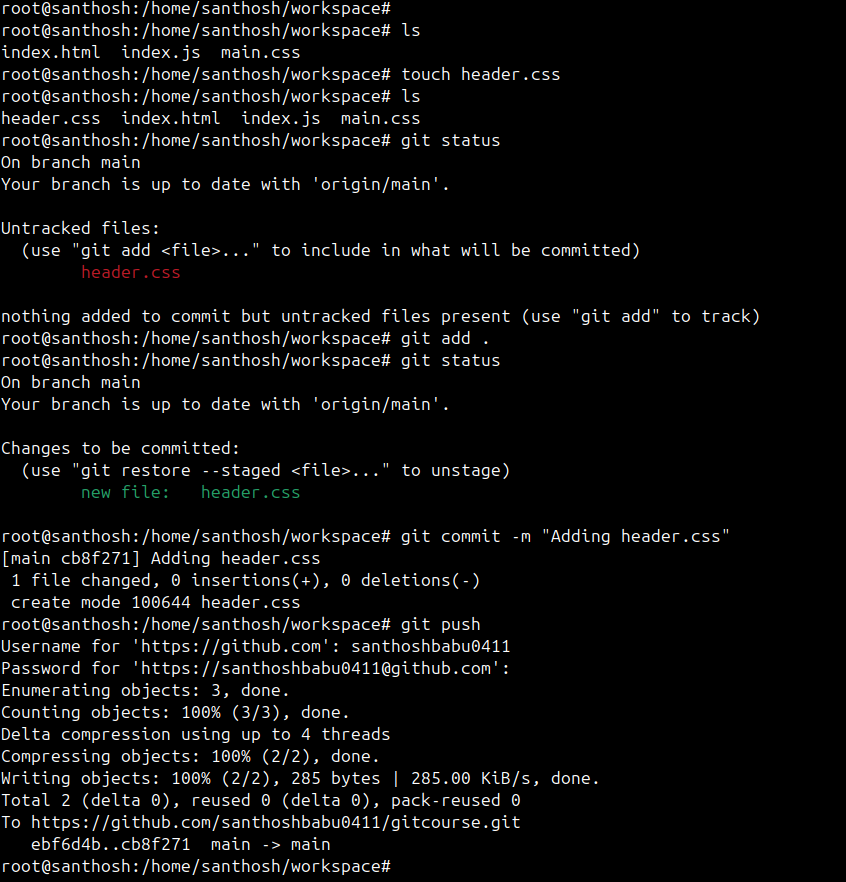 root@santhosh:/home/santhosh/workspace#
root@santhosh:/home/santhosh/workspace# ls
index.html  index.js  main.css
root@santhosh:/home/santhosh/workspace# touch header.css
root@santhosh:/home/santhosh/workspace# ls
header.css  index.html  index.js  main.css
root@santhosh:/home/santhosh/workspace# git status
On branch main
Your branch is up to date with 'origin/main'.

Untracked files:
  (use "git add <file>..." to include in what will be committed)
        header.css

nothing added to commit but untracked files present (use "git add" to track)
root@santhosh:/home/santhosh/workspace# git add .
root@santhosh:/home/santhosh/workspace# git status
On branch main
Your branch is up to date with 'origin/main'.

Changes to be committed:
  (use "git restore --staged <file>..." to unstage)
        new file:   header.css

root@santhosh:/home/santhosh/workspace# git commit -m "Adding header.css"
[main cb8f271] Adding header.css
 1 file changed, 0 insertions(+), 0 deletions(-)
 create mode 100644 header.css
root@santhosh:/home/santhosh/workspace# git push
Username for 'https://github.com': santhoshbabu0411
Password for 'https://santhoshbabu0411@github.com':
Enumerating objects: 3, done.
Counting objects: 100% (3/3), done.
Delta compression using up to 4 threads
Compressing objects: 100% (2/2), done.
Writing objects: 100% (2/2), 285 bytes | 285.00 KiB/s, done.
Total 2 (delta 0), reused 0 (delta 0), pack-reused 0
To https://github.com/santhoshbabu0411/gitcourse.git
   ebf6d4b..cb8f271  main -> main
root@santhosh:/home/santhosh/workspace#